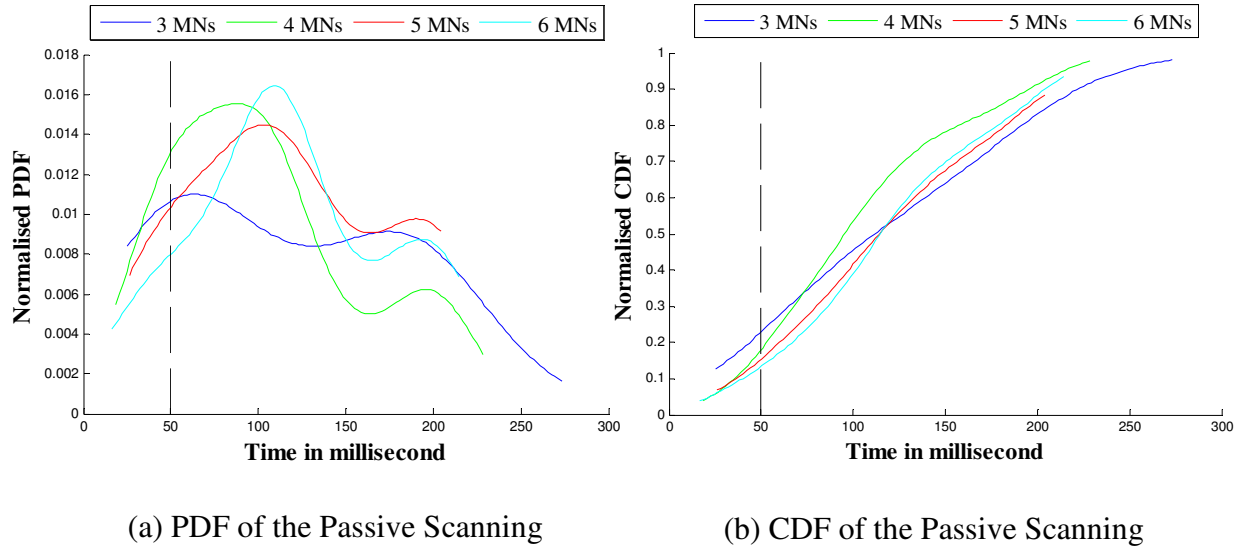 3 MNs 4 MNs 5 MNs 6 MNs
0.018
0.016
0.014
0.012
0.01
0.008
0.006
0.004
0.002
0
Normalised PDF
0 50 100 150 200 250 300
Time in millisecond
(a) PDF of the Passive Scanning
3 MNs 4 MNs 5 MNs 6 MNs
1
0.9
0.8
0.7
0.6
0.5
0.4
0.3
0.2
0.1
0
Normalised CDF
0 50 100 150 200 250 300
Time in millisecond
(b) CDF of the Passive Scanning